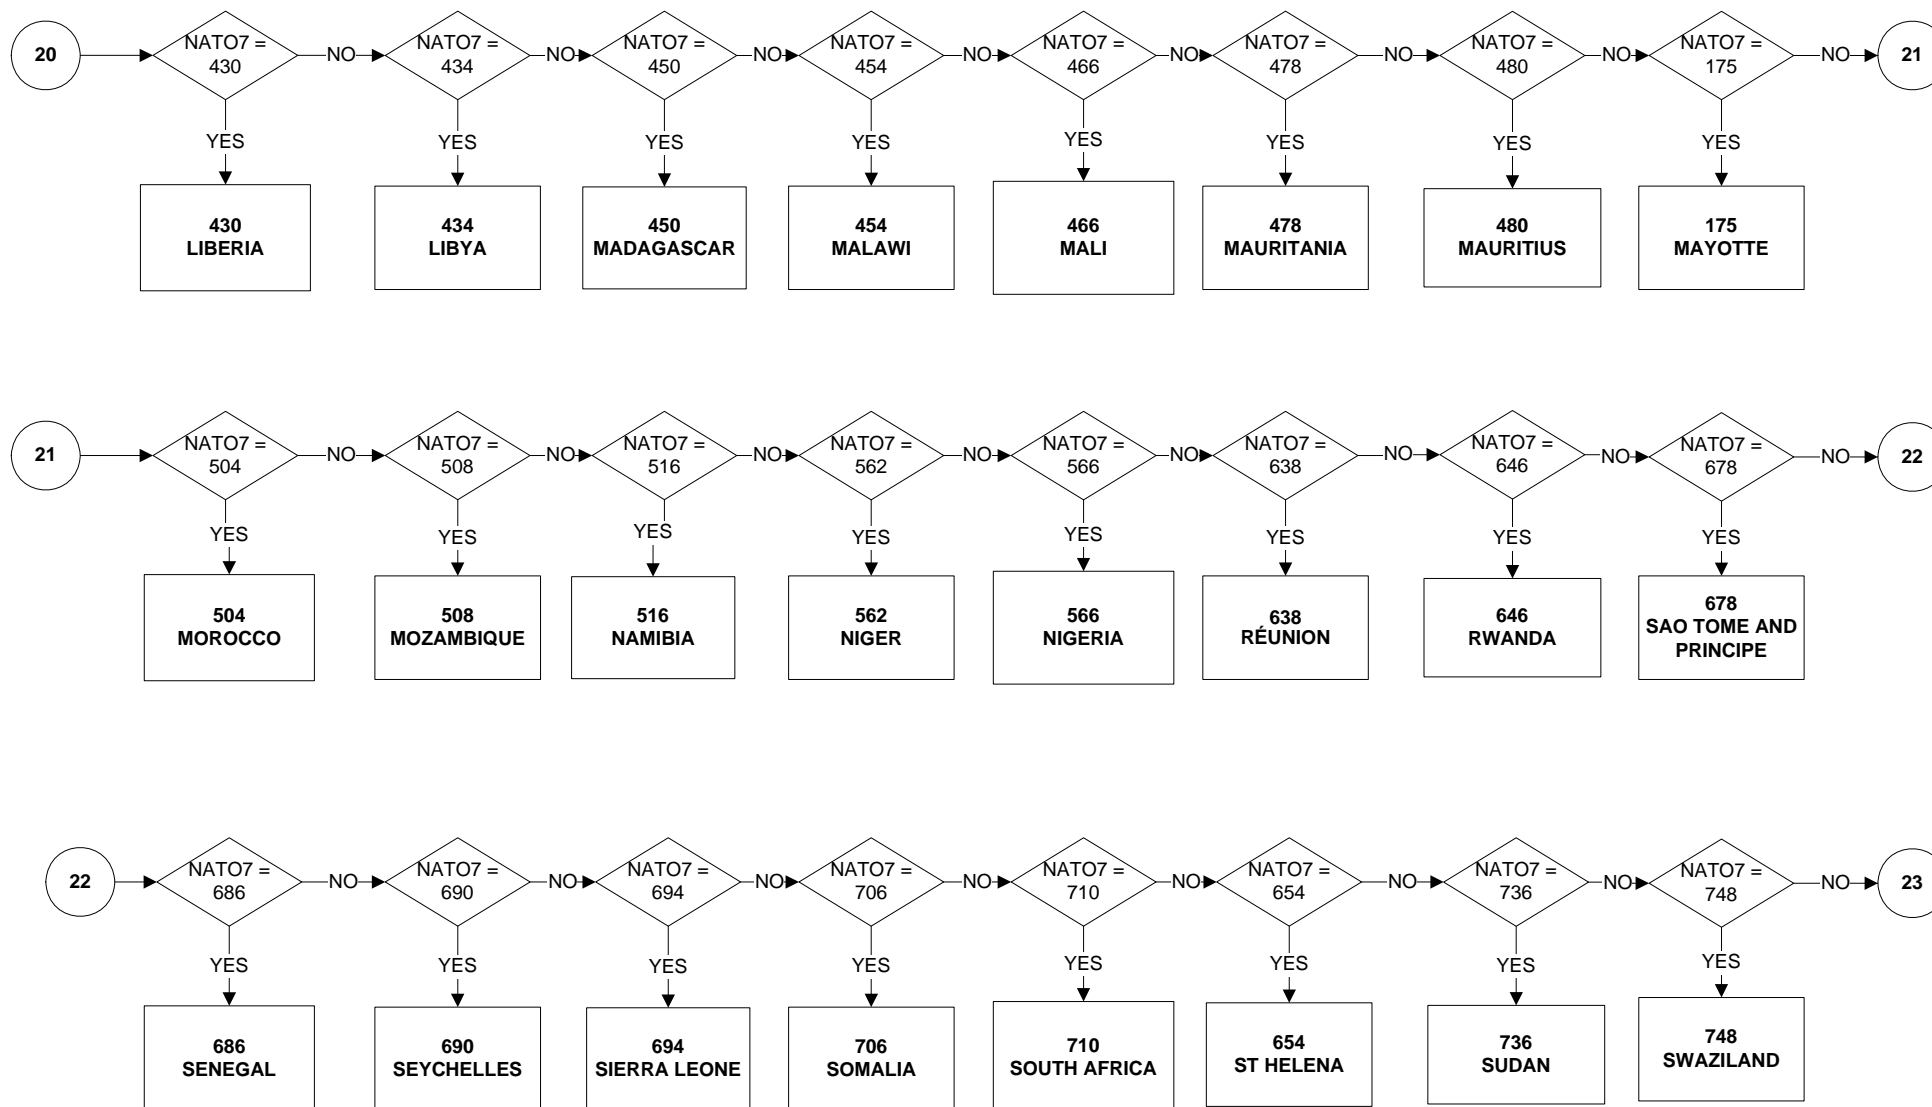 20
NATO7 =
430
NO
NATO7 =
434
NO
NATO7 =
450
NO
NATO7 =
454
NO
NATO7 =
466
NO
NATO7 =
478
NO
NATO7 =
480
NO
NATO7 =
175
NO
21
YES
YES
YES
YES
YES
YES
YES
YES
430
LIBERIA
434
LIBYA
450
MADAGASCAR
454
MALAWI
466
MALI
478
MAURITANIA
480
MAURITIUS
175
MAYOTTE
21
NATO7 =
504
NO
NATO7 =
508
NO
NATO7 =
516
NO
NATO7 =
562
NO
NATO7 =
566
NO
NATO7 =
638
NO
NATO7 =
646
NO
NATO7 =
678
NO
22
YES
YES
YES
YES
YES
YES
YES
YES
504
MOROCCO
508
MOZAMBIQUE
516
NAMIBIA
562
NIGER
566
NIGERIA
638
RÉUNION
646
RWANDA
678
SAO TOME AND
PRINCIPE
22
NATO7 =
686
NO
NATO7 =
690
NO
NATO7 =
694
NO
NATO7 =
706
NO
NATO7 =
710
NO
NATO7 =
654
NO
NATO7 =
736
NO
NATO7 =
748
NO
23
YES
YES
YES
YES
YES
YES
YES
YES
686
SENEGAL
690
SEYCHELLES
694
SIERRA LEONE
706
SOMALIA
710
SOUTH AFRICA
654
ST HELENA
736
SUDAN
748
SWAZILAND